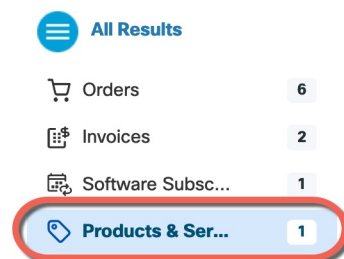 All Results
Orders 6
Invoices 2
Software Subsc... 1
Products & Ser... 1